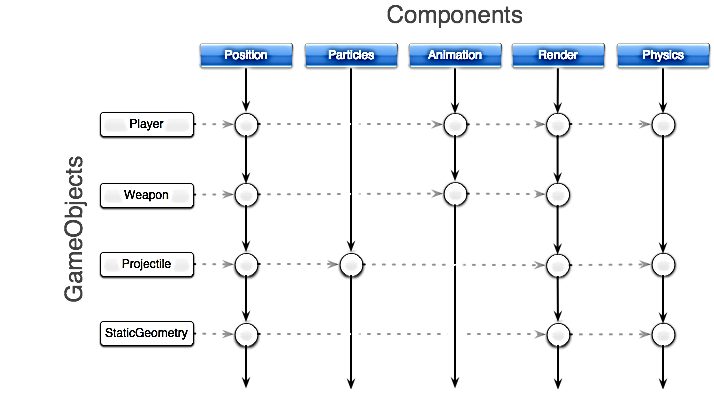 Components
Position
Particles
Animation
Render
Physics
GameObjects
Player
Weapon
Projectile
StaticGeometry